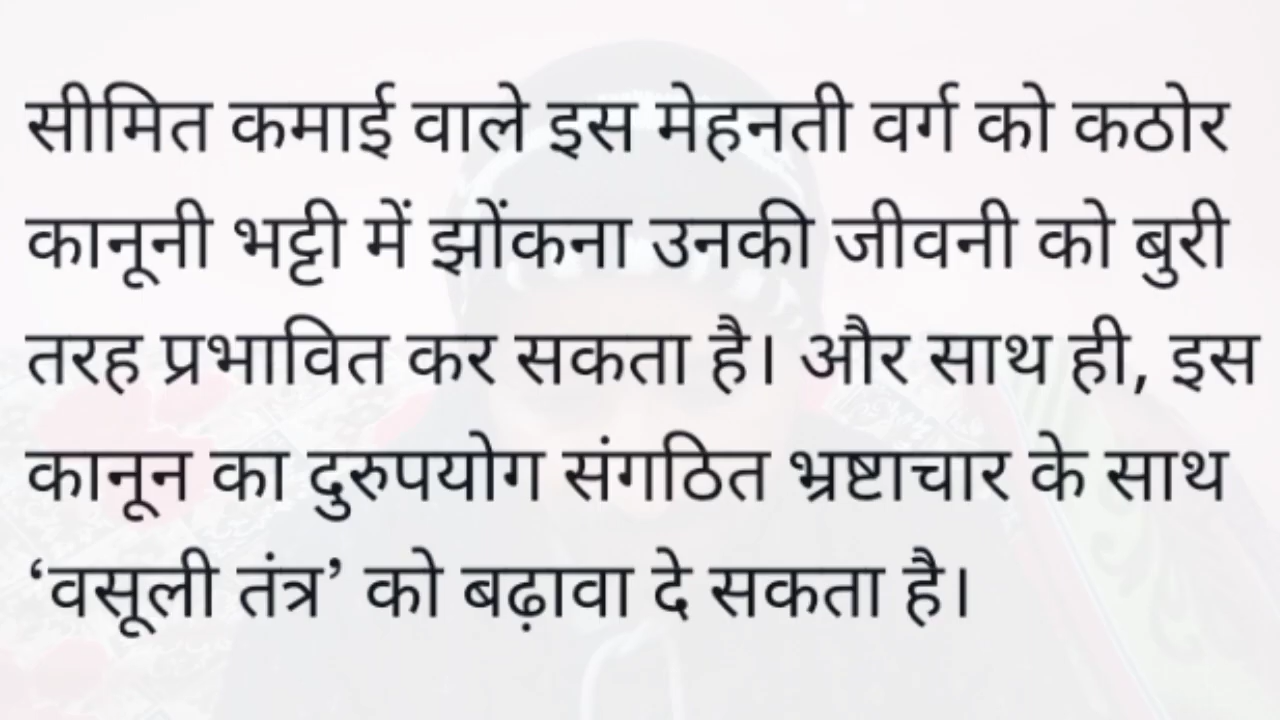 सीमित कमाई वाले इस मेहनती वर्ग को कठोर
कानूनी भट्टी में झोंकना उनकी जीवनी को बुरी
तरह प्रभावित कर सकता है। और साथ ही, इस
कानून का दुरुपयोग संगठित भ्रष्टाचार के साथ
‘वसूली तंत्र’ को बढ़ावा दे सकता है।